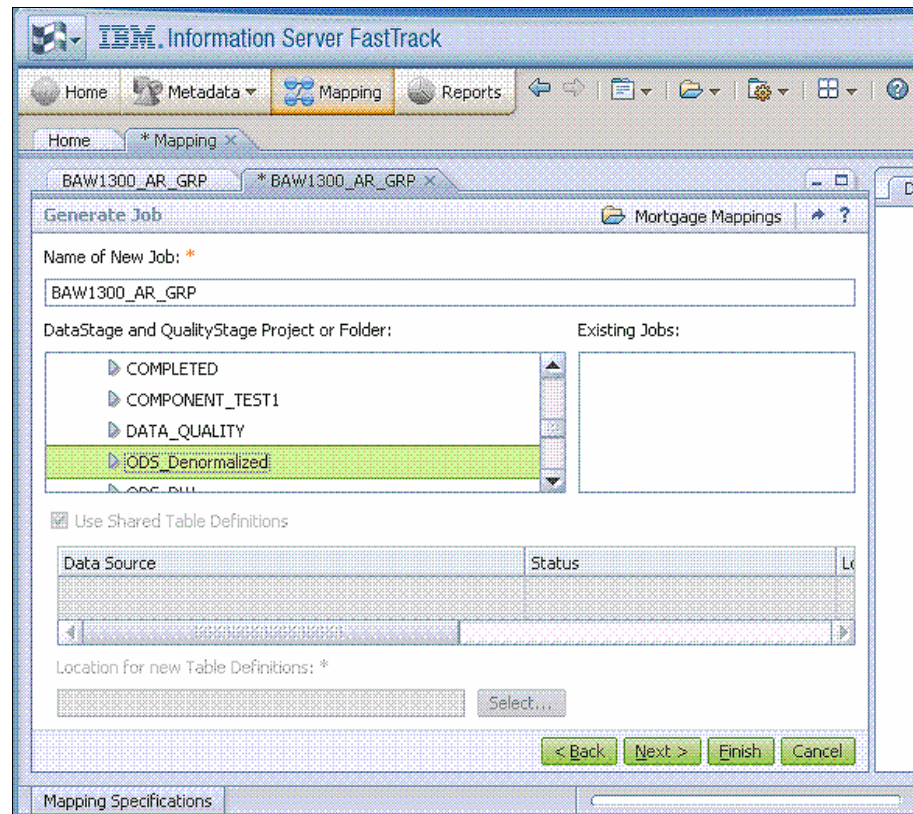 IBM. Information Server FastTrack
Home Metadata Mapping Reports
Home * Mapping
BAW1300_AR_GRP * BAW1300_AR_GRP
Generate Job Mortgage Mappings ?
Name of New Job: *
BAW1300_AR_GRP
DataStage and QualityStage Project or Folder: Existing Jobs:
COMPLETED
COMPONENT_TEST1
DATA_QUALITY
ODS_Denormalized
Use Shared Table Definitions
Data Source Status
Location for new Table Definitions: *
Select...
< Back Next > Finish Cancel
Mapping Specifications